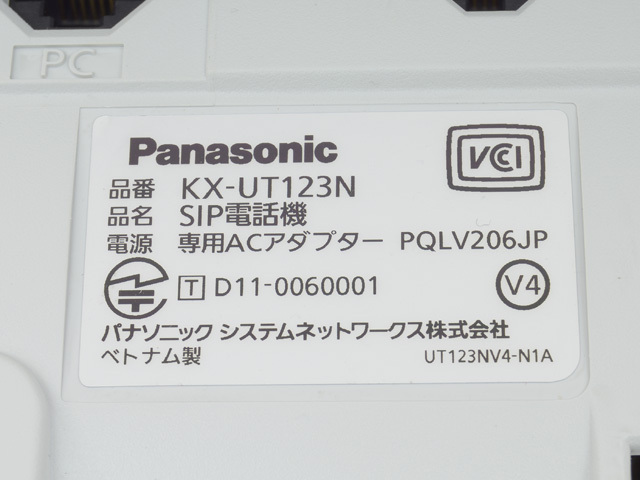 PC
Panasonic
VCCI
品番 KX-UT123N
品名 SIP電話機
電源 専用ACアダプター PQLV206JP
T D11-0060001 V4
パナソニック システムネットワークス株式会社
ベトナム製 UT123NV4-N1A